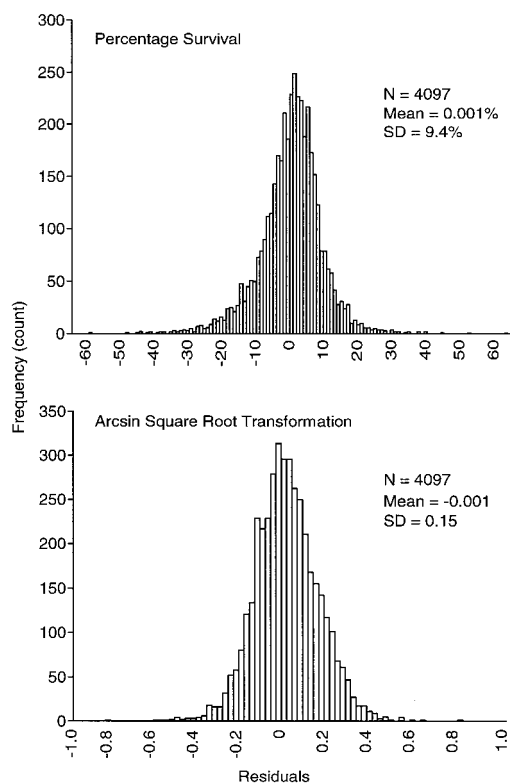 Percentage Survival
N = 4097
Mean = 0.001%
SD = 9.4%
300
250
200
150
100
50
0
-60 -50 -40 -30 -20 -10 0 10 20 30 40 50 60
Frequency (count)
Arcsin Square Root Transformation
N = 4097
Mean = -0.001
SD = 0.15
350
300
250
200
150
100
50
0
-1.0 -0.8 -0.6 -0.4 -0.2 0 0.2 0.4 0.6 0.8 1.0
Residuals